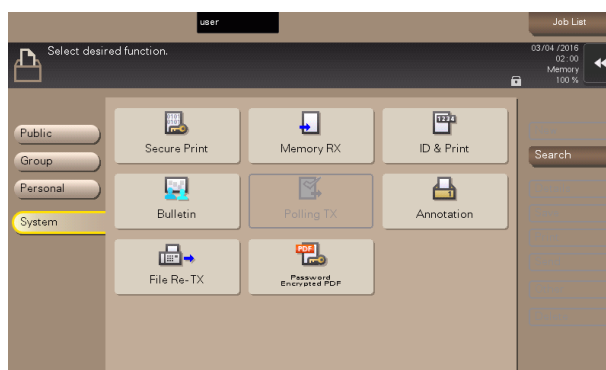 user
Job List
Select desired function.
03/04 /2016
02:00
Memory
100 %
Public
Group
Personal
System
Secure Print
Memory RX
ID & Print
Bulletin
Polling TX
Annotation
File Re-TX
Password
Encrypted PDF
PDF
Search